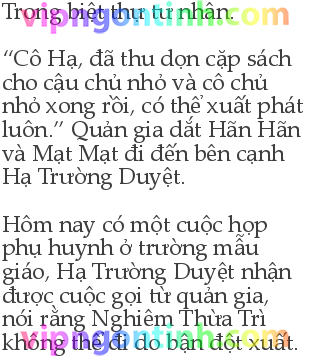 Trong biệt thự tư nhân.
vipngontinh.com
“Cô Hạ, đã thu dọn cặp sách
cho cậu chủ nhỏ và cô chủ
nhỏ xong rồi, có thể xuất phát
luôn.” Quản gia dắt Hãn Hãn
và Mạt Mạt đi đến bên cạnh
Hạ Trường Duyệt.
Hôm nay có một cuộc họp
phụ huynh ở trường mẫu
giáo, Hạ Trường Duyệt nhận
được cuộc gọi từ quản gia,
nói rằng Nghiêm Thừa Trì
không thể đi do bận đột xuất.
vipngontinh.com